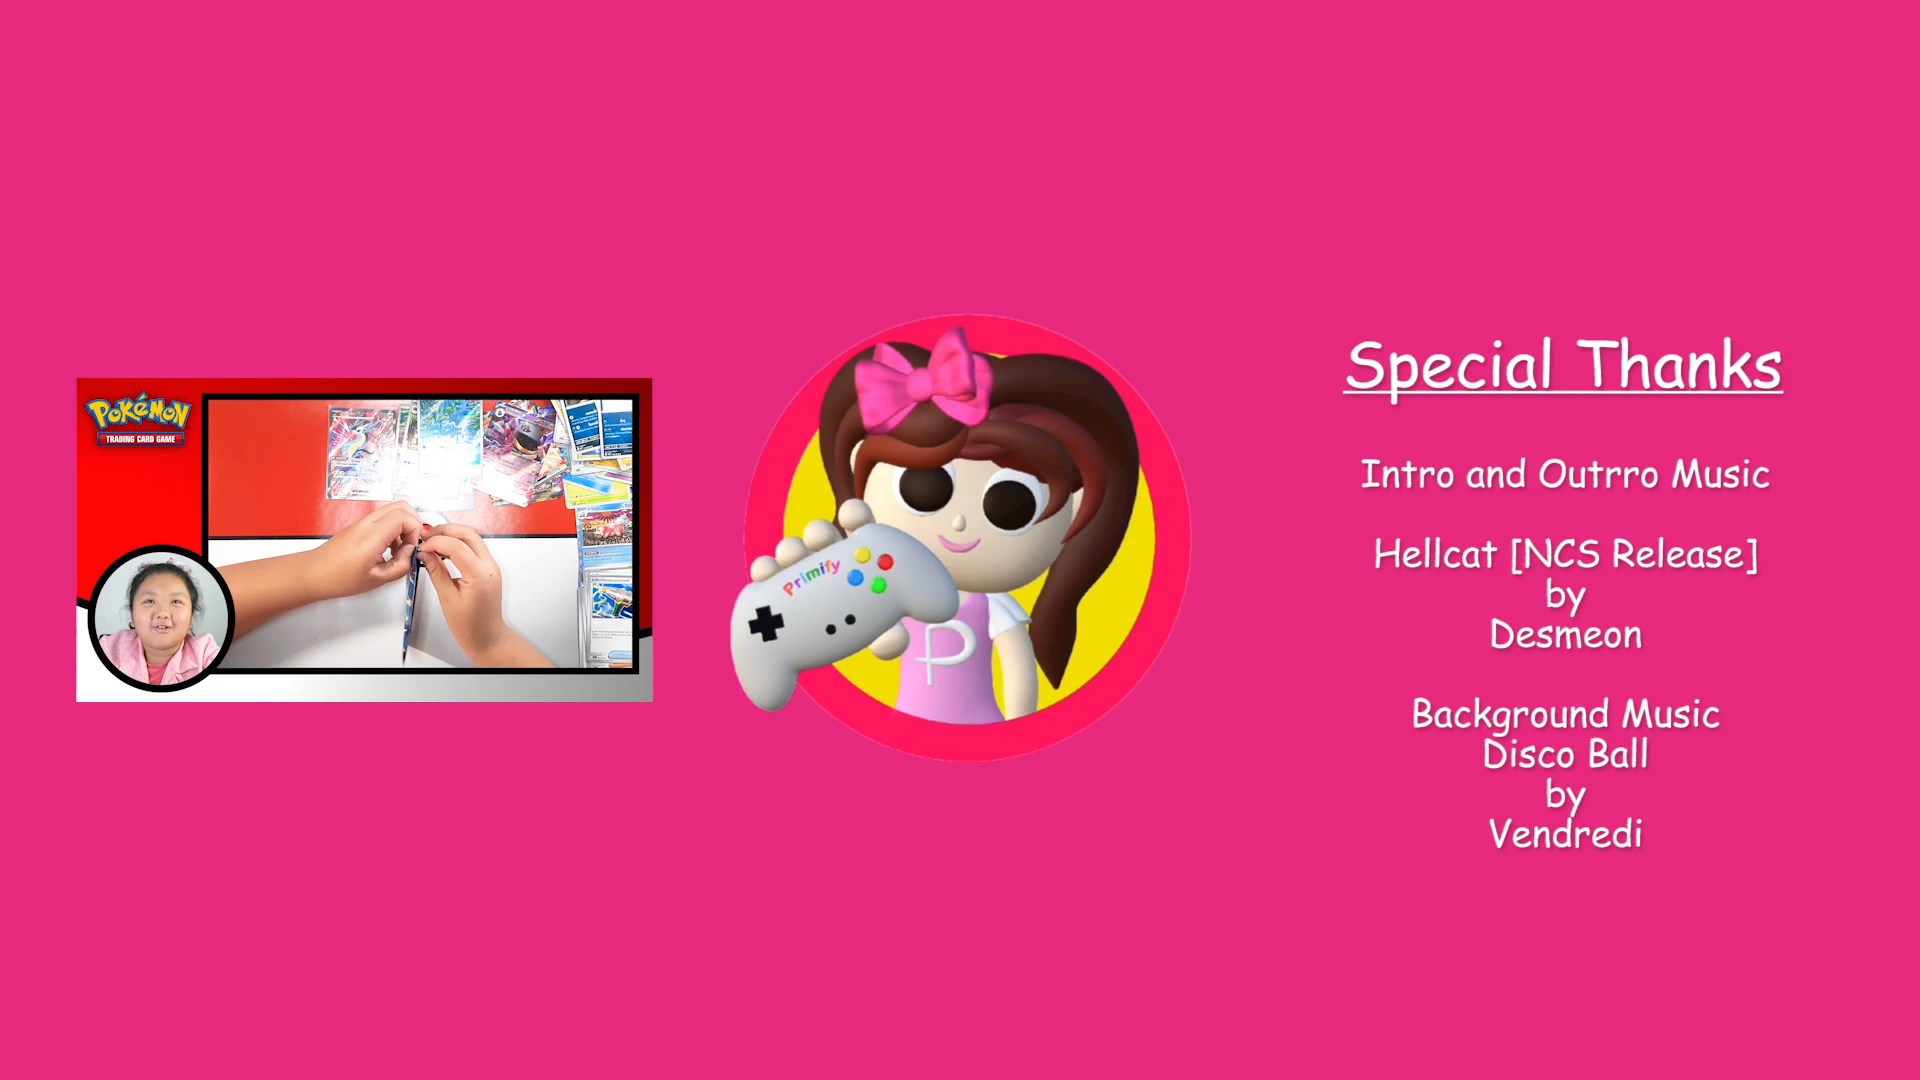 POKéMON
TRADING CARD GAME
Primify
P
Special Thanks
Intro and Outrro Music
Hellcat [NCS Release]
by
Desmeon
Background Music
Disco Ball
by
Vendredi